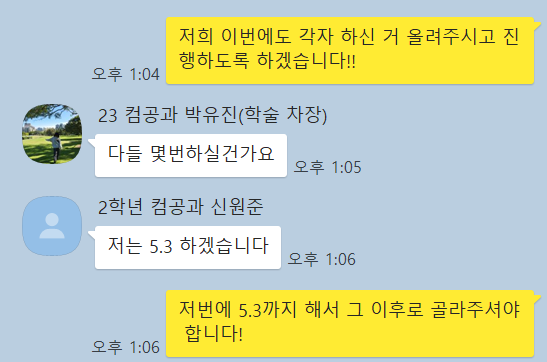 저희 이번에도 각자 하신 거 올려주시고 진
행하도록 하겠습니다!!
오후 1:04
23 컴공과 박유진(학술 차장)
다들 몇번하실건가요
오후 1:05
2학년 컴공과 신원준
저는 5.3 하겠습니다
오후 1:06
저번에 5.3까지 해서 그 이후로 골라주셔야
합니다!
오후 1:06